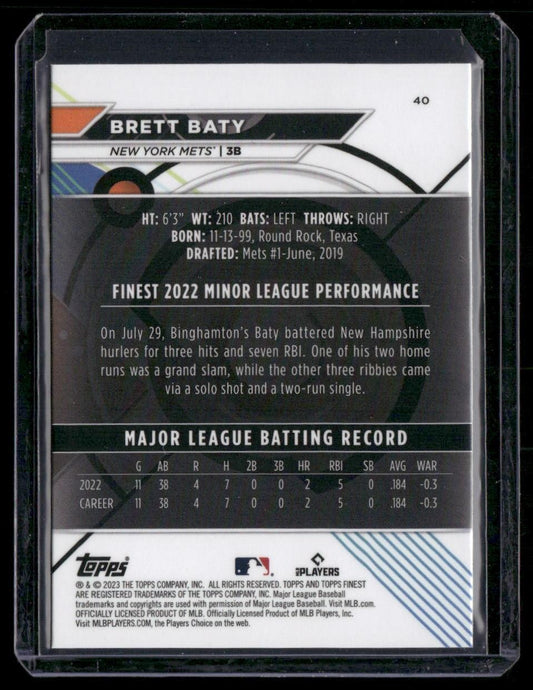 40
BRETT BATY
NEW YORK METS® | 3B
HT: 6'3" WT: 210 BATS: LEFT THROWS: RIGHT
BORN: 11-13-99, Round Rock, Texas
DRAFTED: Mets #1-June, 2019
FINEST 2022 MINOR LEAGUE PERFORMANCE
On July 29, Binghamton's Baty battered New Hampshire
hurlers for three hits and seven RBI. One of his two home
runs was a grand slam, while the other three ribbies came
via a solo shot and a two-run single.
MAJOR LEAGUE BATTING RECORD
G AB R H 2B 3B HR RBI SB AVG WAR
2022 11 38 4 7 0 0 2 5 0 .184 -0.3
CAREER 11 38 4 7 0 0 2 5 0 .184 -0.3
topps
MLB PLAYERS
® & © 2023 THE TOPPS COMPANY, INC. ALL RIGHTS RESERVED. TOPPS AND TOPPS FINEST
ARE REGISTERED TRADEMARKS OF THE TOPPS COMPANY, INC. Major League Baseball
trademarks and copyrights are used with permission of Major League Baseball. Visit MLB.com.
OFFICIALLY LICENSED PRODUCT OF MLB. Officially Licensed Product of MLB Players, Inc.
Visit MLBPLAYERS.COM, the Players Choice on the web.